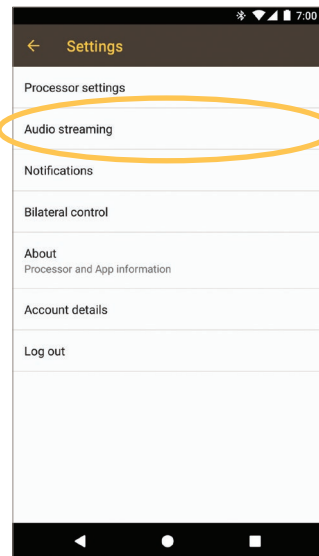 7:00
Settings
Processor settings
Audio streaming
Notifications
Bilateral control
About
Processor and App information
Account details
Log out